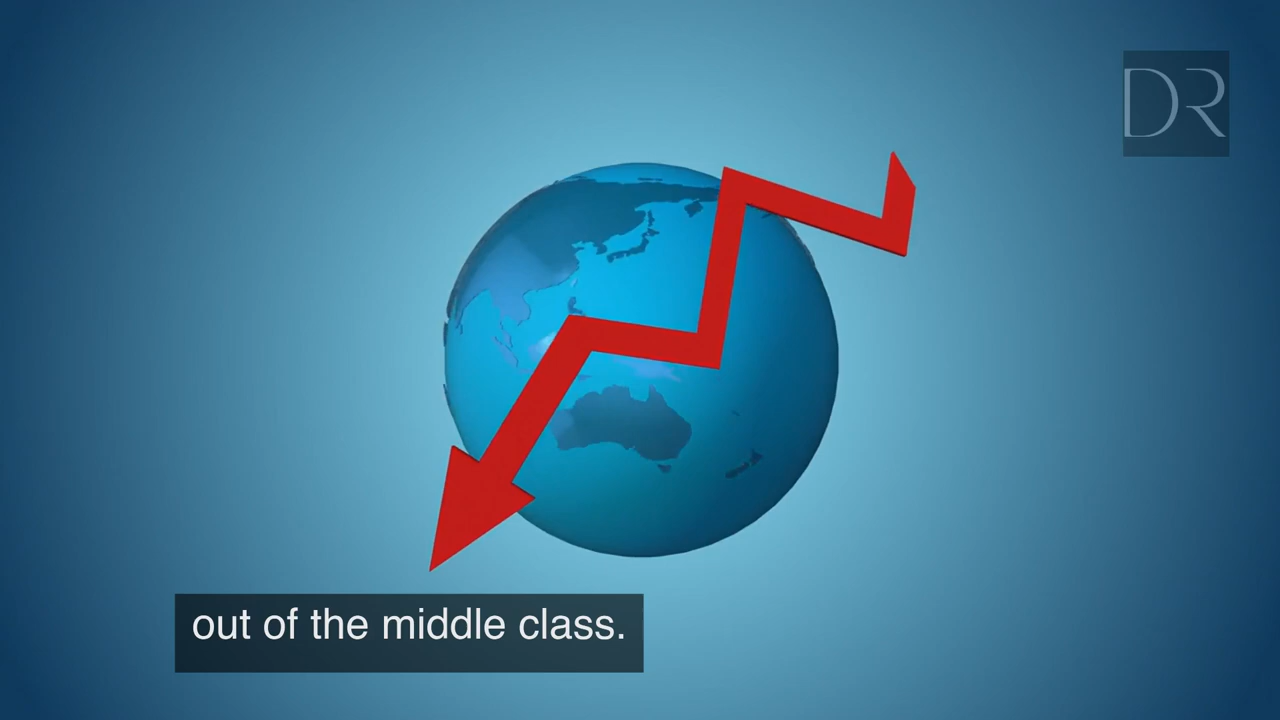 DR
out of the middle class.